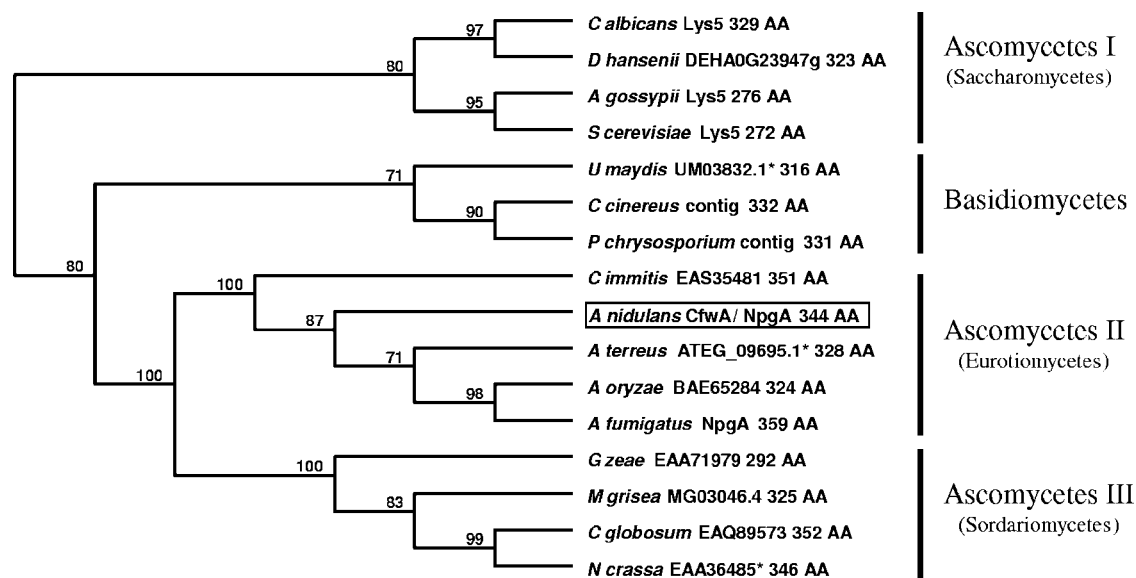 C albicans Lys5 329 AA
97
D hansenii DEHA0G23947g 323 AA
80
A gossypii Lys5 276 AA
95
S cerevisiae Lys5 272 AA
Ascomycetes I
(Saccharomycetes)
U maydis UM03832.1* 316 AA
71
C cinereus contig 332 AA
90
P chrysosporium contig 331 AA
Basidiomycetes
80
C immitis EAS35481 351 AA
100
A nidulans CfwA/ NpgA 344 AA
87
A terreus ATEG_09695.1* 328 AA
71
A oryzae BAE65284 324 AA
98
A fumigatus NpgA 359 AA
Ascomycetes II
(Eurotiomycetes)
100
G zeae EAA71979 292 AA
100
M grisea MG03046.4 325 AA
83
C globosum EAQ89573 352 AA
99
N crassa EAA36485* 346 AA
Ascomycetes III
(Sordariomycetes)